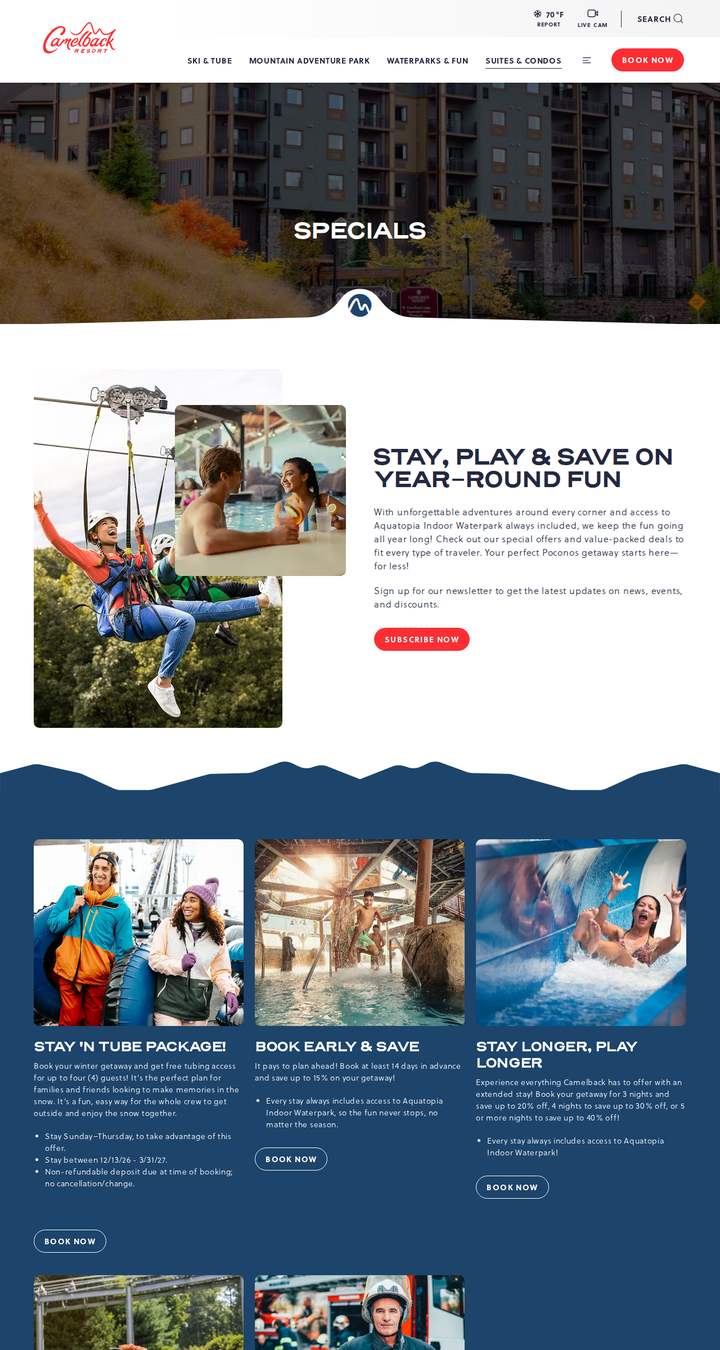 Camelback
RESORT
70°F
REPORT
LIVE CAM
SEARCH
SKI & TUBE
MOUNTAIN ADVENTURE PARK
WATERPARKS & FUN
SUITES & CONDOS
BOOK NOW
SPECIALS
STAY, PLAY & SAVE ON
YEAR-ROUND FUN
With unforgettable adventures around every corner and access to
Aquatopia Indoor Waterpark always included, we keep the fun going
all year long! Check out our special offers and value-packed deals to
fit every type of traveler. Your perfect Poconos getaway starts here—
for less!
Sign up for our newsletter to get the latest updates on news, events,
and discounts.
SUBSCRIBE NOW
STAY 'N TUBE PACKAGE!
Book your winter getaway and get free tubing access
for up to four (4) guests! It's the perfect plan for
families and friends looking to make memories in the
snow. It's a fun, easy way for the whole crew to get
outside and enjoy the snow together.
• Stay Sunday–Thursday, to take advantage of this
offer.
• Stay between 12/13/26 - 3/31/27.
• Non-refundable deposit due at time of booking;
no cancellation/change.
BOOK NOW
BOOK EARLY & SAVE
It pays to plan ahead! Book at least 14 days in advance
and save up to 15% on your getaway!
• Every stay always includes access to Aquatopia
Indoor Waterpark, so the fun never stops, no
matter the season.
BOOK NOW
STAY LONGER, PLAY
LONGER
Experience everything Camelback has to offer with an
extended stay! Book your getaway for 3 nights and
save up to 20% off, 4 nights to save up to 30% off, or 5
or more nights to save up to 40% off!
• Every stay always includes access to Aquatopia
Indoor Waterpark!
BOOK NOW